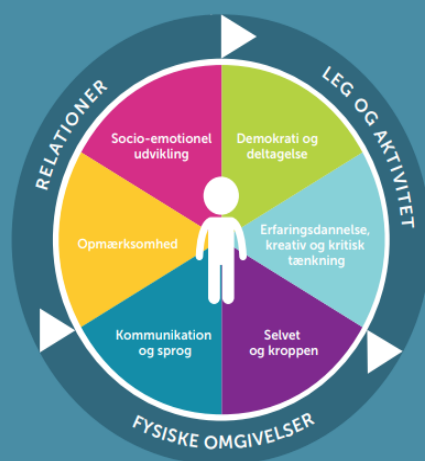 RELATIONER
LEG OG AKTIVITET
Socio-emotionel
udvikling
Demokrati og
deltagelse
Opmærksomhed
Erfaringsdannelse,
kreativ og kritisk
tænkning
Kommunikation
og sprog
Selvet
og kroppen
FYSISKE OMGIVELSER